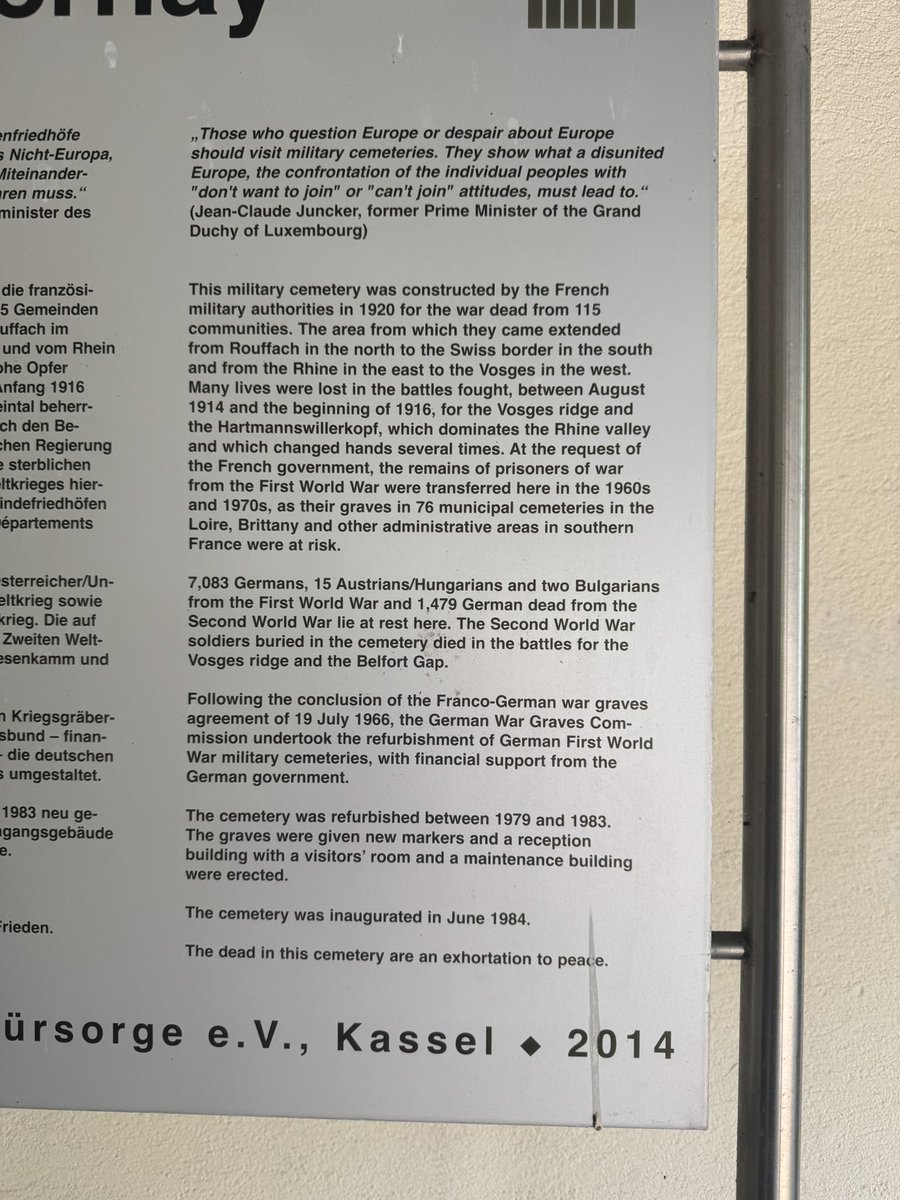 ernay
enfriedhöfe
s Nicht-Europa,
Miteinander-
hren muss.“
minister des
die französi-
5 Gemeinden
uffach im
und vom Rhein
ohe Opfer
Anfang 1916
eintal beherr-
ch den Be-
chen Regierung
e sterblichen
eltkrieges hier-
indefriedhöfen
Départements
sterreicher/Un-
eltkrieg sowie
krieg. Die auf
Zweiten Welt-
esenkamm und
n Kriegsgräber-
sbund – finan-
– die deutschen
s umgestaltet.
1983 neu ge-
ngangsgebäude
e.
Frieden.
„Those who question Europe or despair about Europe
should visit military cemeteries. They show what a disunited
Europe, the confrontation of the individual peoples with
"don't want to join" or "can't join" attitudes, must lead to.“
(Jean-Claude Juncker, former Prime Minister of the Grand
Duchy of Luxembourg)
This military cemetery was constructed by the French
military authorities in 1920 for the war dead from 115
communities. The area from which they came extended
from Rouffach in the north to the Swiss border in the south
and from the Rhine in the east to the Vosges in the west.
Many lives were lost in the battles fought, between August
1914 and the beginning of 1916, for the Vosges ridge and
the Hartmannswillerkopf, which dominates the Rhine valley
and which changed hands several times. At the request of
the French government, the remains of prisoners of war
from the First World War were transferred here in the 1960s
and 1970s, as their graves in 76 municipal cemeteries in the
Loire, Brittany and other administrative areas in southern
France were at risk.
7,083 Germans, 15 Austrians/Hungarians and two Bulgarians
from the First World War and 1,479 German dead from the
Second World War lie at rest here. The Second World War
soldiers buried in the cemetery died in the battles for the
Vosges ridge and the Belfort Gap.
Following the conclusion of the Franco-German war graves
agreement of 19 July 1966, the German War Graves Com-
mission undertook the refurbishment of German First World
War military cemeteries, with financial support from the
German government.
The cemetery was refurbished between 1979 and 1983.
The graves were given new markers and a reception
building with a visitors’ room and a maintenance building
were erected.
The cemetery was inaugurated in June 1984.
The dead in this cemetery are an exhortation to peace.
ürsorge e.V., Kassel ◆ 2014